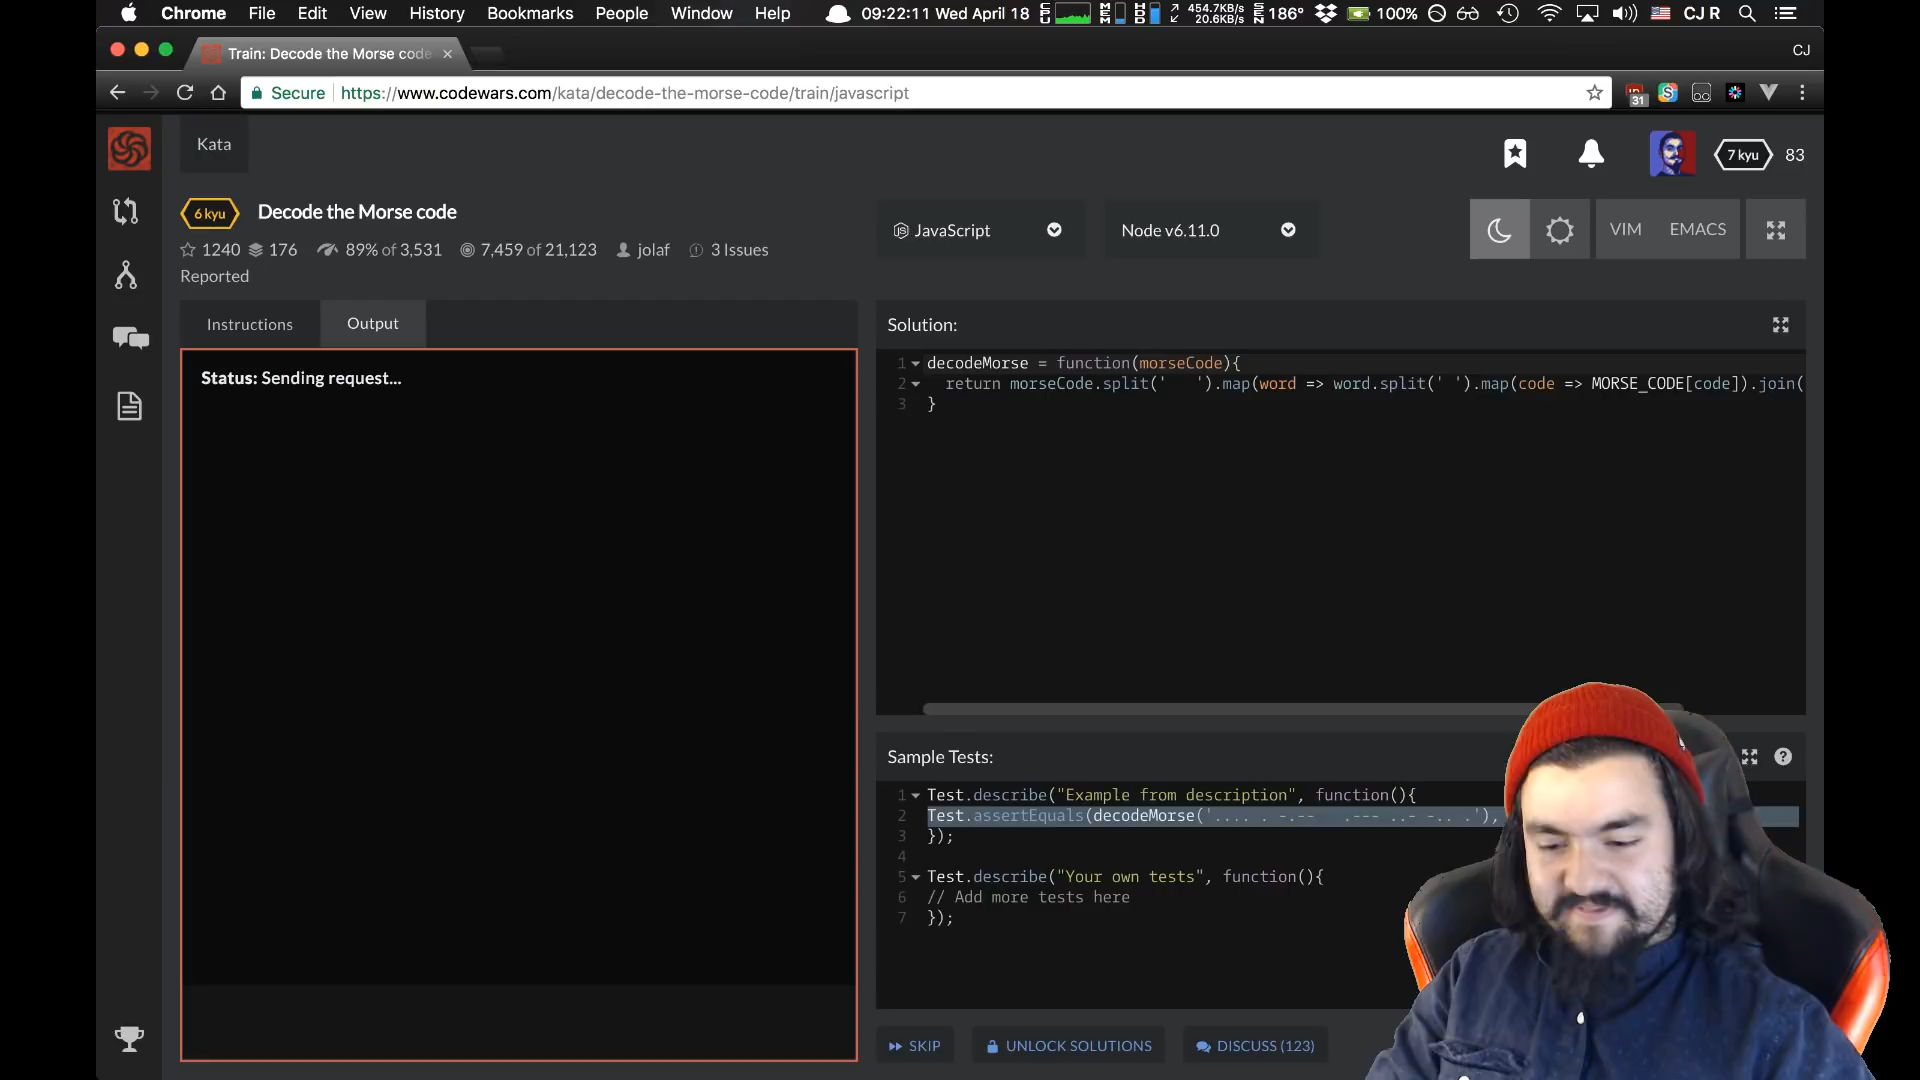 Chrome File Edit View History Bookmarks People Window Help 09:22:11 Wed April 18 CPU MEM HDD 454.7KB/s 20.6KB/s SEN 186° 100% CJ R
Train: Decode the Morse code CJ
Secure https://www.codewars.com/kata/decode-the-morse-code/train/javascript 31
Kata 7 kyu 83
6 kyu Decode the Morse code
JavaScript Node v6.11.0 VIM EMACS
1240 176 89% of 3,531 7,459 of 21,123 jolaf 3 Issues
Reported
Instructions Output
Status: Sending request...
Solution:
1 decodeMorse = function(morseCode){
2 return morseCode.split('   ').map(word => word.split(' ').map(code => MORSE_CODE[code]).join(
3 }
Sample Tests:
1 Test.describe("Example from description", function(){
2 Test.assertEquals(decodeMorse('.... . -.--   .--- ..- -.. .'),
3 });
4
5 Test.describe("Your own tests", function(){
6 // Add more tests here
7 });
SKIP UNLOCK SOLUTIONS DISCUSS (123)